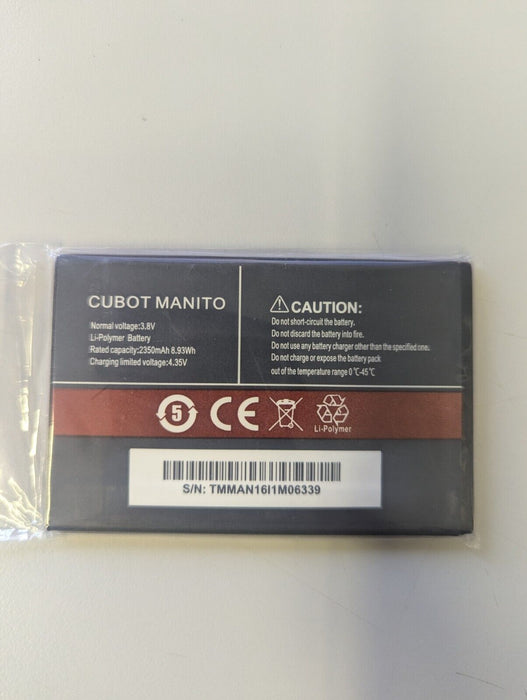 CUBOT MANITO
Normal voltage:3.8V
Li-Polymer Battery
Rated capacity:2350mAh 8.93Wh
Charging limited voltage:4.35V
CAUTION:
Do not short-circuit the battery.
Do not discard the battery into fire.
Do not use any battery charger other than the specified one.
Do not charge or expose the battery pack
out of the temperature range 0℃-45℃
5
CE
Li-Polymer
S/N: TMMAN16I1M06339